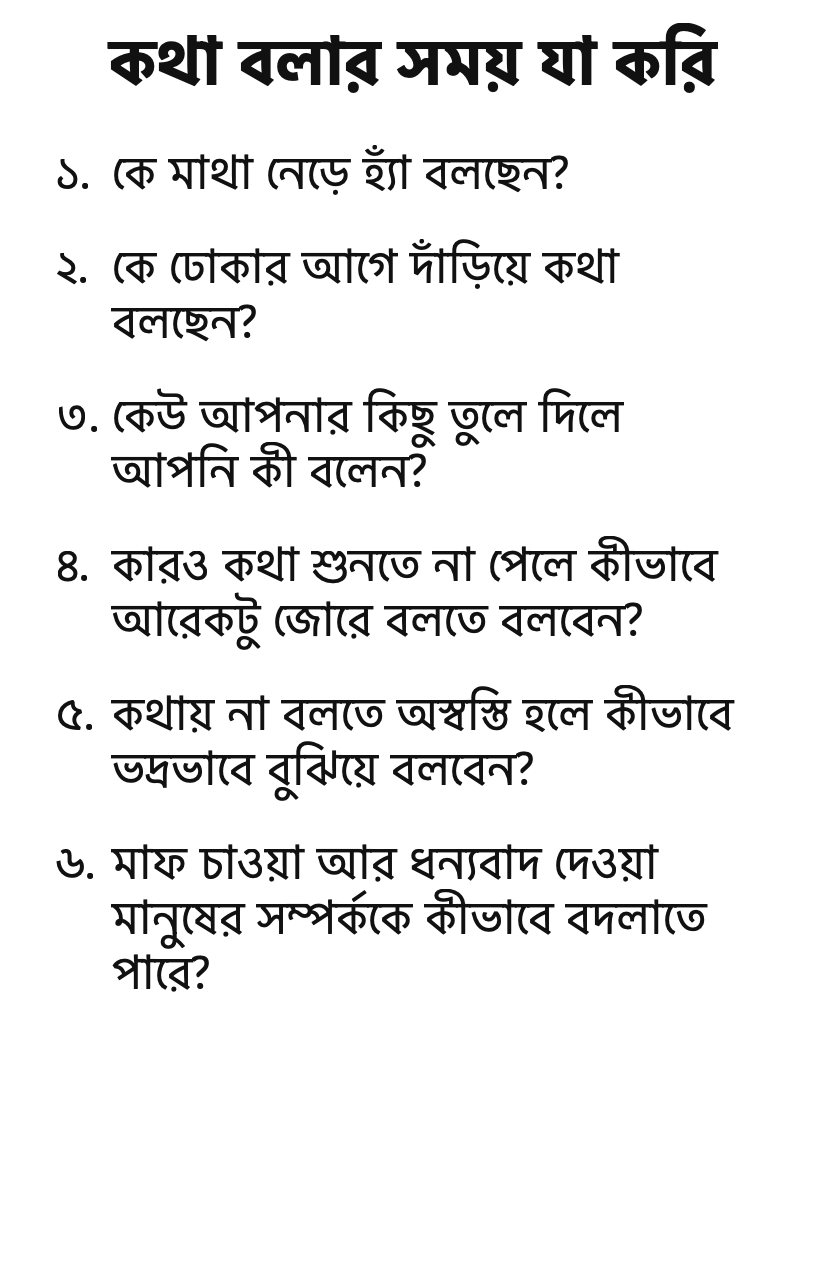 কথা বলার সময় যা করি
১. কে মাথা নেড়ে হ্যাঁ বলছেন?
২. কে ঢোকার আগে দাঁড়িয়ে কথা
বলছেন?
৩. কেউ আপনার কিছু তুলে দিলে
আপনি কী বলেন?
৪. কারও কথা শুনতে না পেলে কীভাবে
আরেকটু জোরে বলতে বলবেন?
৫. কথায় না বলতে অস্বস্তি হলে কীভাবে
ভদ্রভাবে বুঝিয়ে বলবেন?
৬. মাফ চাওয়া আর ধন্যবাদ দেওয়া
মানুষের সম্পর্ককে কীভাবে বদলাতে
পারে?